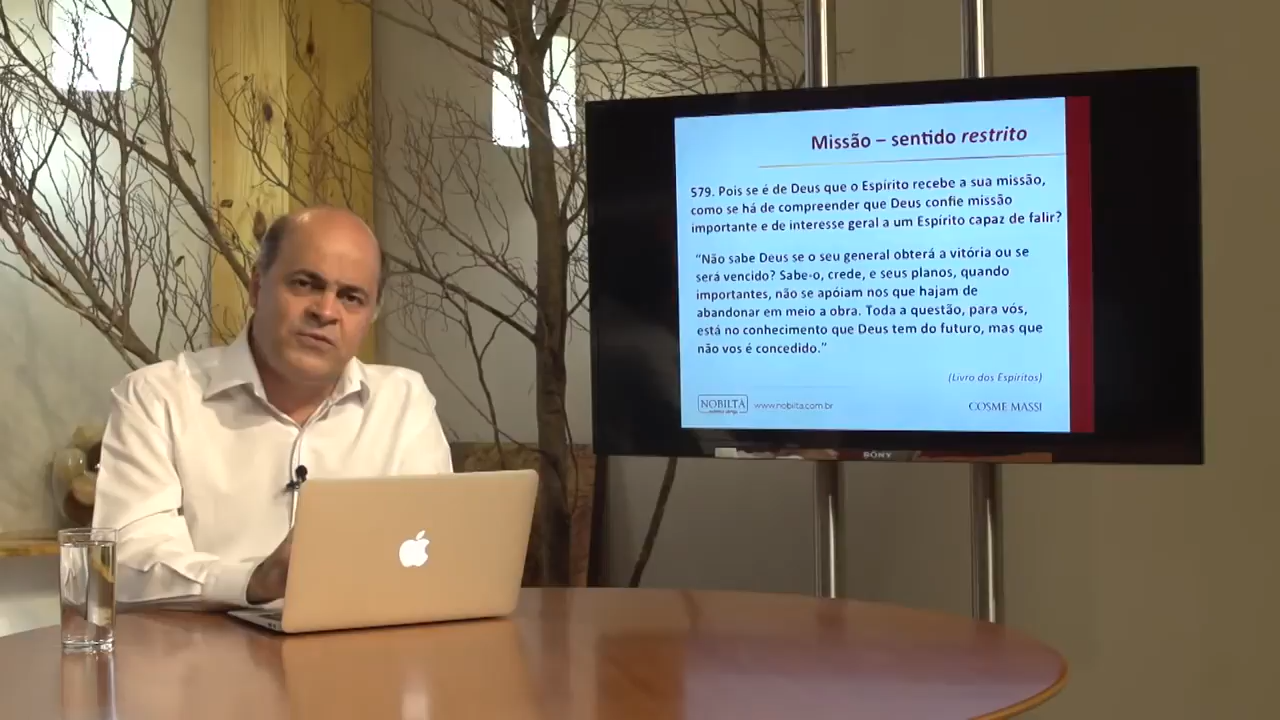 Missão – sentido restrito
579. Pois se é de Deus que o Espírito recebe a sua missão,
como se há de compreender que Deus confie missão
importante e de interesse geral a um Espírito capaz de falir?
“Não sabe Deus se o seu general obterá a vitória ou se
será vencido? Sabe-o, crede, e seus planos, quando
importantes, não se apóiam nos que hajam de
abandonar em meio a obra. Toda a questão, para vós,
está no conhecimento que Deus tem do futuro, mas que
não vos é concedido.”
(Livro dos Espíritos)
NOBILTÀ www.nobilta.com.br
COSME MASSI
SONY